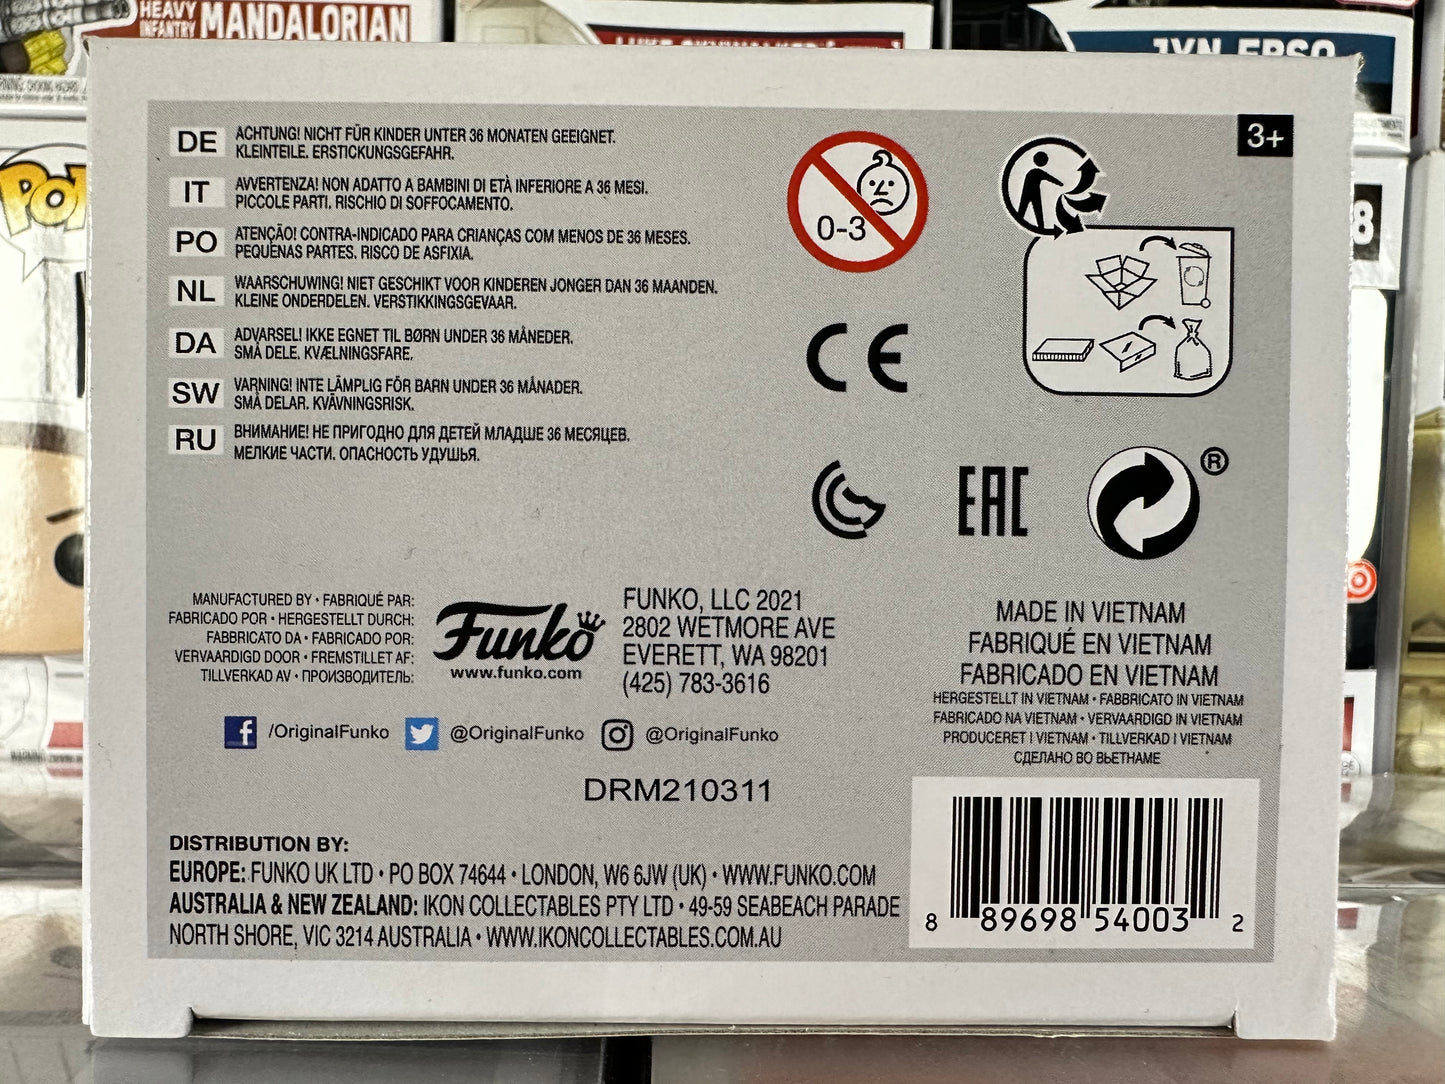 HEAVY
INFANTRY MANDALORIAN
JYN ERSO
3+
DE ACHTUNG! NICHT FÜR KINDER UNTER 36 MONATEN GEEIGNET.
KLEINTEILE. ERSTICKUNGSGEFAHR.
IT AVVERTENZA! NON ADATTO A BAMBINI DI ETÀ INFERIORE A 36 MESI.
PICCOLE PARTI. RISCHIO DI SOFFOCAMENTO.
PO ATENÇÃO! CONTRA-INDICADO PARA CRIANÇAS COM MENOS DE 36 MESES.
PEQUENAS PARTES. RISCO DE ASFIXIA.
NL WAARSCHUWING! NIET GESCHIKT VOOR KINDEREN JONGER DAN 36 MAANDEN.
KLEINE ONDERDELEN. VERSTIKKINGSGEVAAR.
DA ADVARSEL! IKKE EGNET TIL BØRN UNDER 36 MÅNEDER.
SMÅ DELE. KVÆLNINGSFARE.
SW VARNING! INTE LÄMPLIG FÖR BARN UNDER 36 MÅNADER.
SMÅ DELAR. KVÄVNINGSRISK.
RU ВНИМАНИЕ! НЕ ПРИГОДНО ДЛЯ ДЕТЕЙ МЛАДШЕ 36 МЕСЯЦЕВ.
МЕЛКИЕ ЧАСТИ. ОПАСНОСТЬ УДУШЬЯ.
0-3
CE
EAC
®
MANUFACTURED BY • FABRIQUÉ PAR:
FABRICADO POR • HERGESTELLT DURCH:
FABBRICATO DA • FABRICADO POR:
VERVAARDIGD DOOR • FREMSTILLET AF:
TILLVERKAD AV • ПРОИЗВОДИТЕЛЬ:
Funko
www.funko.com
FUNKO, LLC 2021
2802 WETMORE AVE
EVERETT, WA 98201
(425) 783-3616
MADE IN VIETNAM
FABRIQUÉ EN VIETNAM
FABRICADO EN VIETNAM
HERGESTELLT IN VIETNAM • FABBRICATO IN VIETNAM
FABRICADO NA VIETNAM • VERVAARDIGD IN VIETNAM
PRODUCERET I VIETNAM • TILLVERKAD I VIETNAM
СДЕЛАНО ВО ВЬЕТНАМЕ
/OriginalFunko @OriginalFunko @OriginalFunko
DRM210311
DISTRIBUTION BY:
EUROPE: FUNKO UK LTD • PO BOX 74644 • LONDON, W6 6JW (UK) • WWW.FUNKO.COM
AUSTRALIA & NEW ZEALAND: IKON COLLECTABLES PTY LTD • 49-59 SEABEACH PARADE
NORTH SHORE, VIC 3214 AUSTRALIA • WWW.IKONCOLLECTABLES.COM.AU
8 89698 54003 2